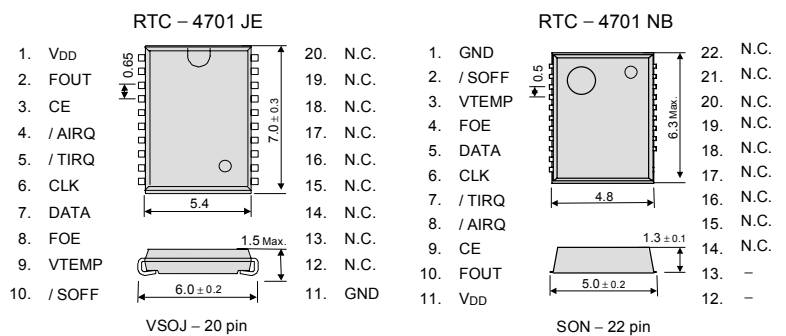 RTC – 4701 JE
1. VDD
2. FOUT
3. CE
4. / AIRQ
5. / TIRQ
6. CLK
7. DATA
8. FOE
9. VTEMP
10. / SOFF
0.65
7.0 ± 0.3
5.4
1.5 Max.
6.0 ± 0.2
20. N.C.
19. N.C.
18. N.C.
17. N.C.
16. N.C.
15. N.C.
14. N.C.
13. N.C.
12. N.C.
11. GND
VSOJ – 20 pin
RTC – 4701 NB
1. GND
2. / SOFF
3. VTEMP
4. FOE
5. DATA
6. CLK
7. / TIRQ
8. / AIRQ
9. CE
10. FOUT
11. VDD
0.5
6.3 Max.
4.8
1.3 ± 0.1
5.0 ± 0.2
22. N.C.
21. N.C.
20. N.C.
19. N.C.
18. N.C.
17. N.C.
16. N.C.
15. N.C.
14. N.C.
13. –
12. –
SON – 22 pin